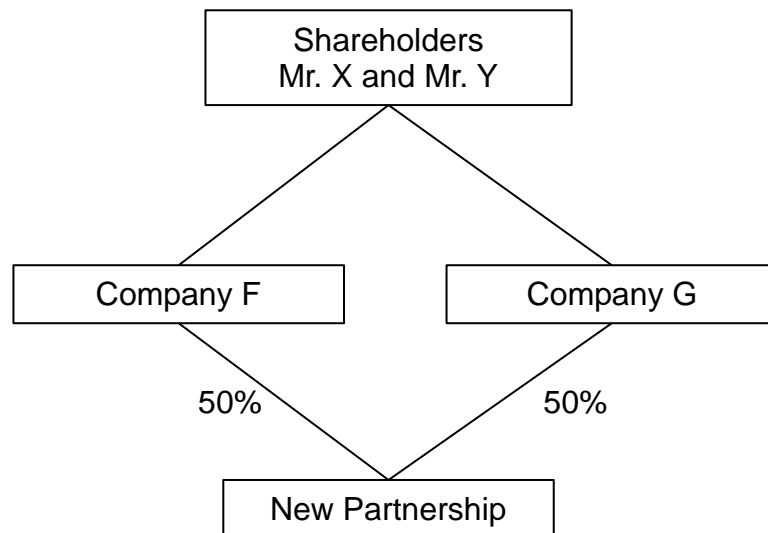 Shareholders
Mr. X and Mr. Y
Company F
Company G
50%
50%
New Partnership